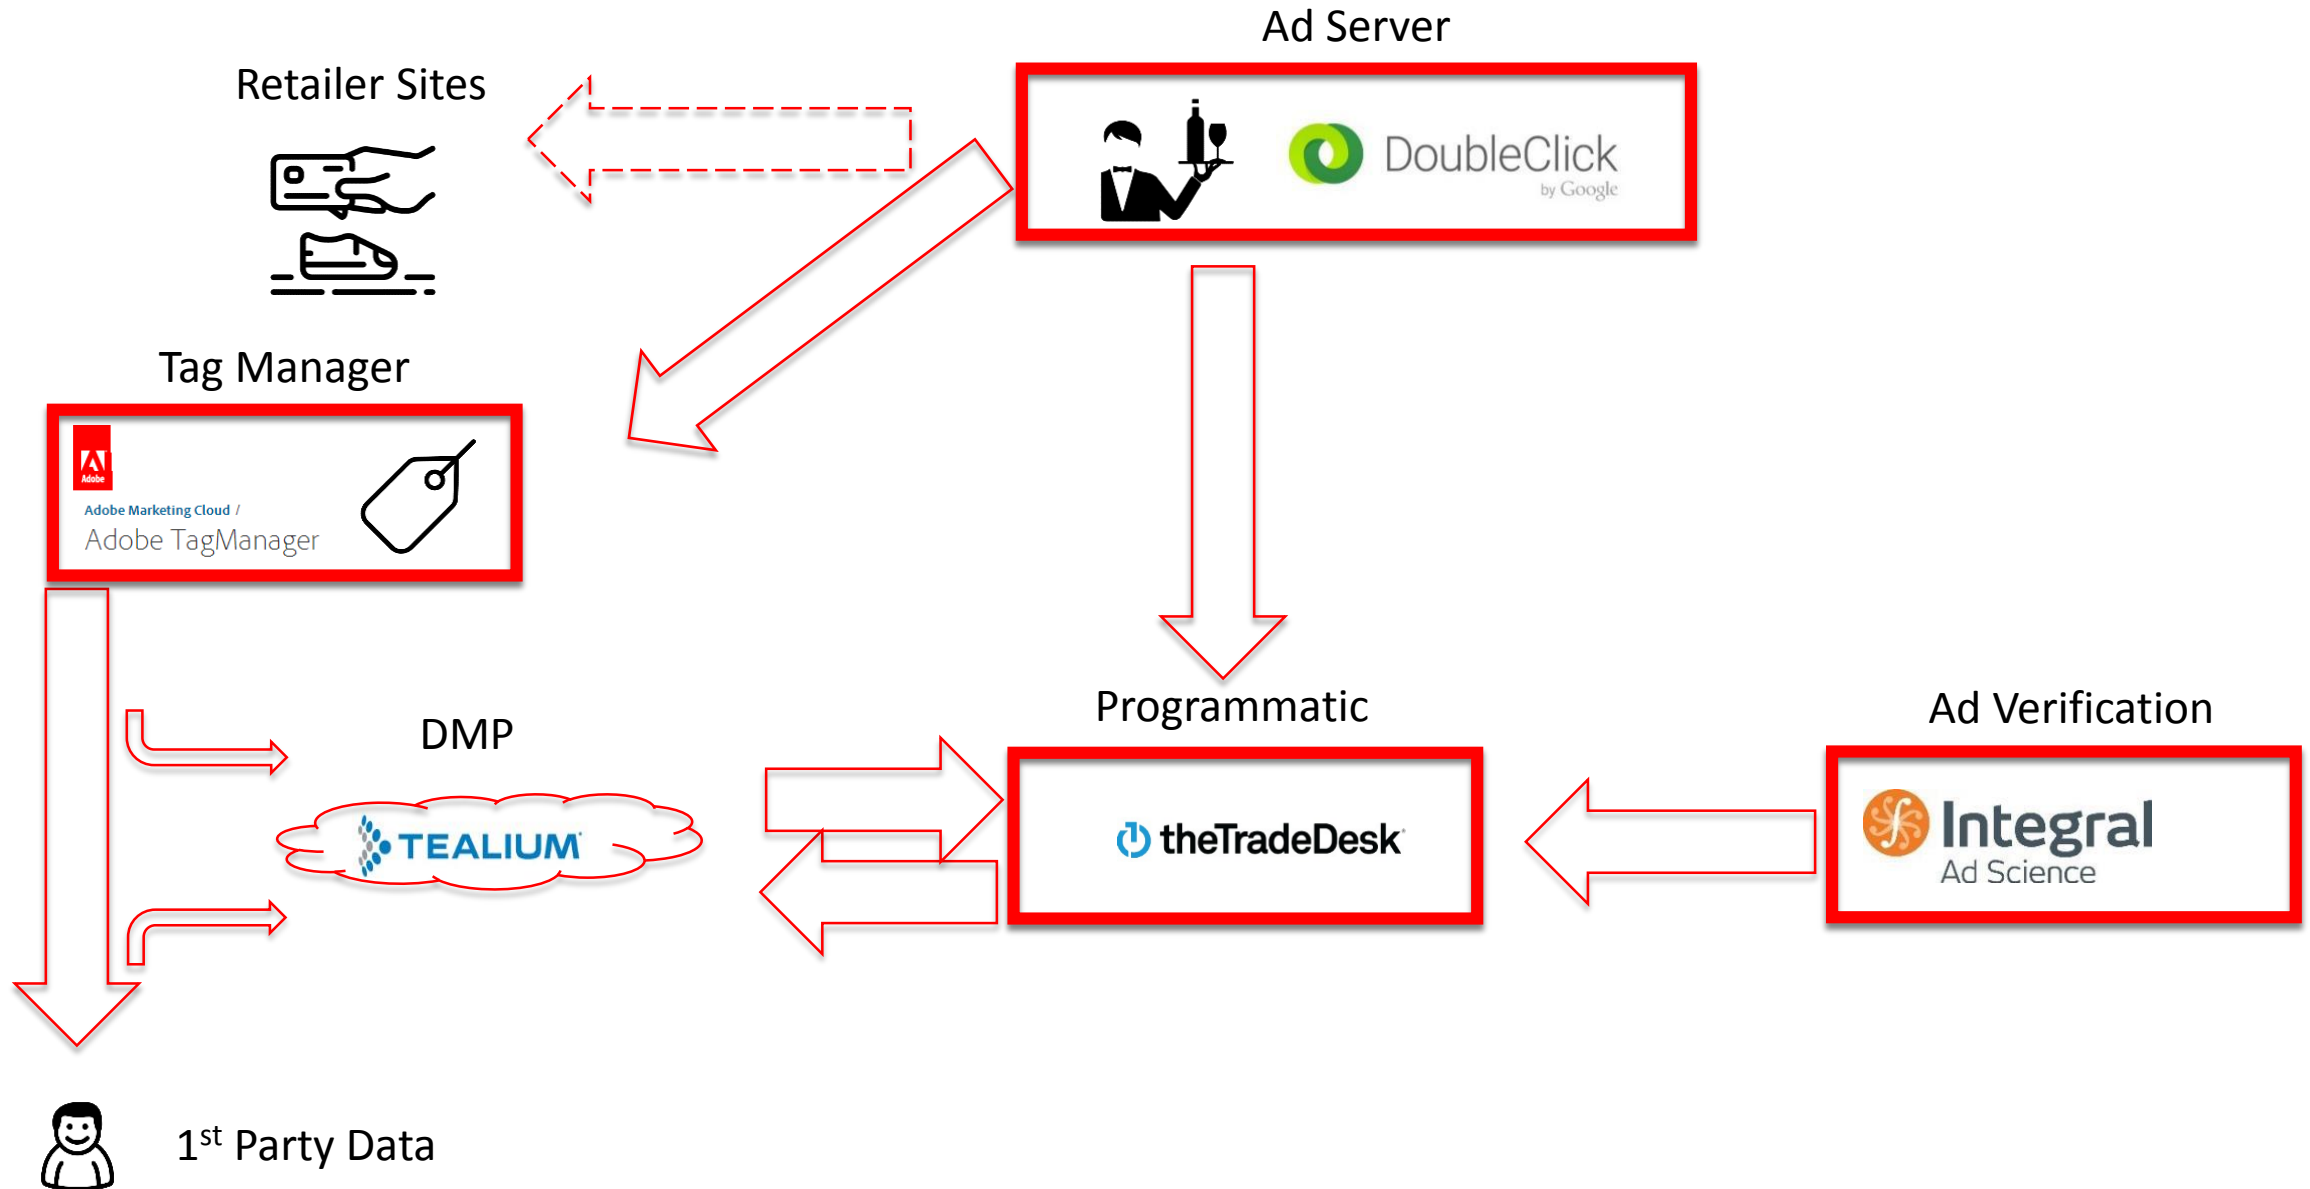 Ad Server
Retailer Sites
DoubleClick
by Google
Tag Manager
Adobe
Adobe Marketing Cloud /
Adobe TagManager
Programmatic
Ad Verification
DMP
TEALIUM
theTradeDesk
Integral
Ad Science
1st Party Data